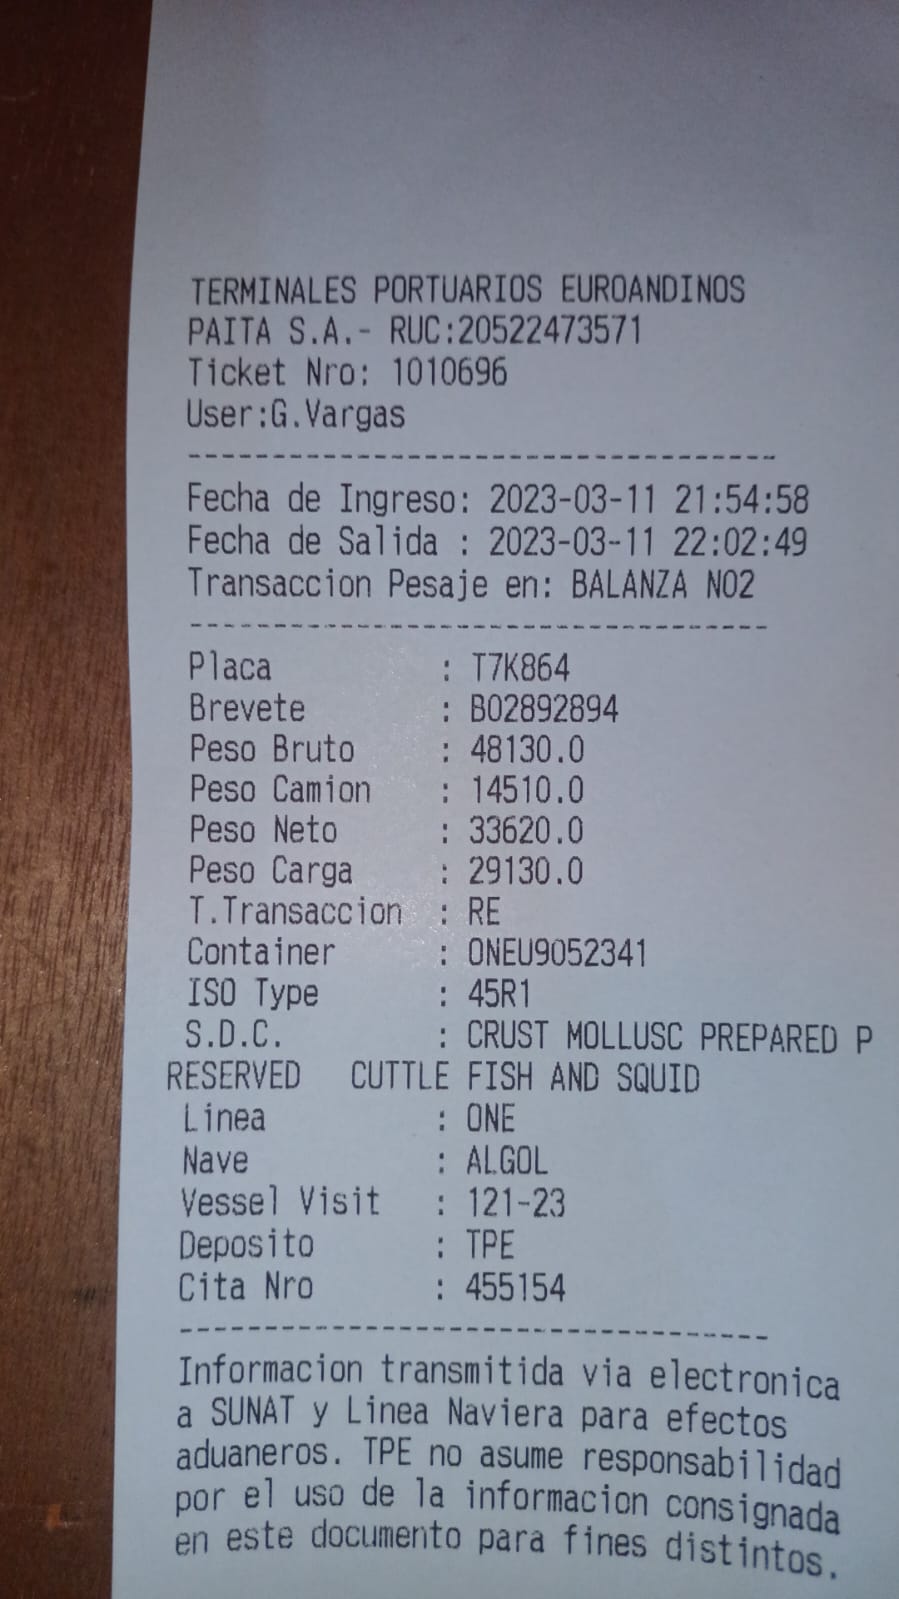 TERMINALES PORTUARIOS EUROANDINOS
PAITA S.A.- RUC:20522473571
Ticket Nro: 1010696
User:G.Vargas
-----------------------------------
Fecha de Ingreso: 2023-03-11 21:54:58
Fecha de Salida : 2023-03-11 22:02:49
Transaccion Pesaje en: BALANZA NO2
-----------------------------------
Placa : T7K864
Brevete : B02892894
Peso Bruto : 48130.0
Peso Camion : 14510.0
Peso Neto : 33620.0
Peso Carga : 29130.0
T.Transaccion : RE
Container : ONEU9052341
ISO Type : 45R1
S.D.C. : CRUST MOLLUSC PREPARED P
RESERVED CUTTLE FISH AND SQUID
Linea : ONE
Nave : ALGOL
Vessel Visit : 121-23
Deposito : TPE
Cita Nro : 455154
-----------------------------------
Informacion transmitida via electronica
a SUNAT y Linea Naviera para efectos
aduaneros. TPE no asume responsabilidad
por el uso de la informacion consignada
en este documento para fines distintos.